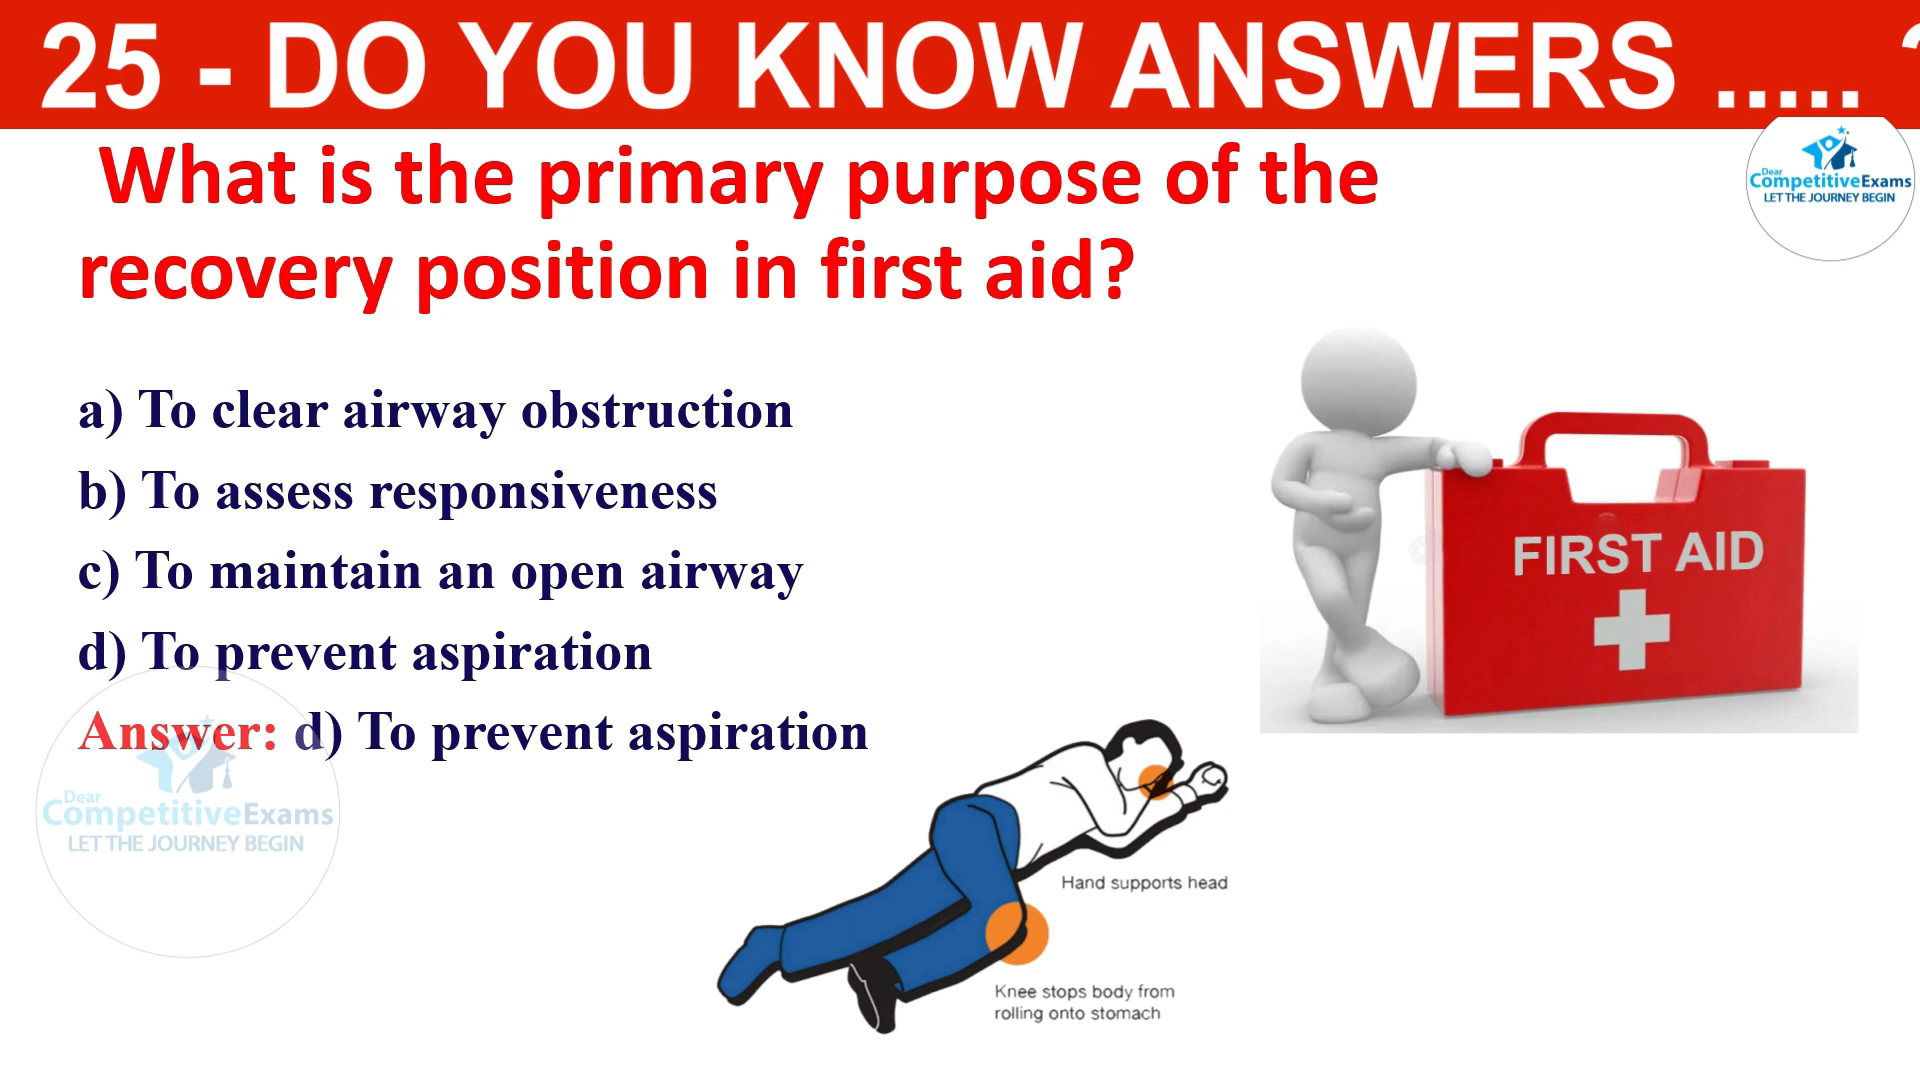 25 - DO YOU KNOW ANSWERS .....
Dear
CompetitiveExams
LET THE JOURNEY BEGIN
What is the primary purpose of the
recovery position in first aid?
a) To clear airway obstruction
b) To assess responsiveness
c) To maintain an open airway
d) To prevent aspiration
Answer: d) To prevent aspiration
FIRST AID
Dear
CompetitiveExams
LET THE JOURNEY BEGIN
Hand supports head
Knee stops body from
rolling onto stomach